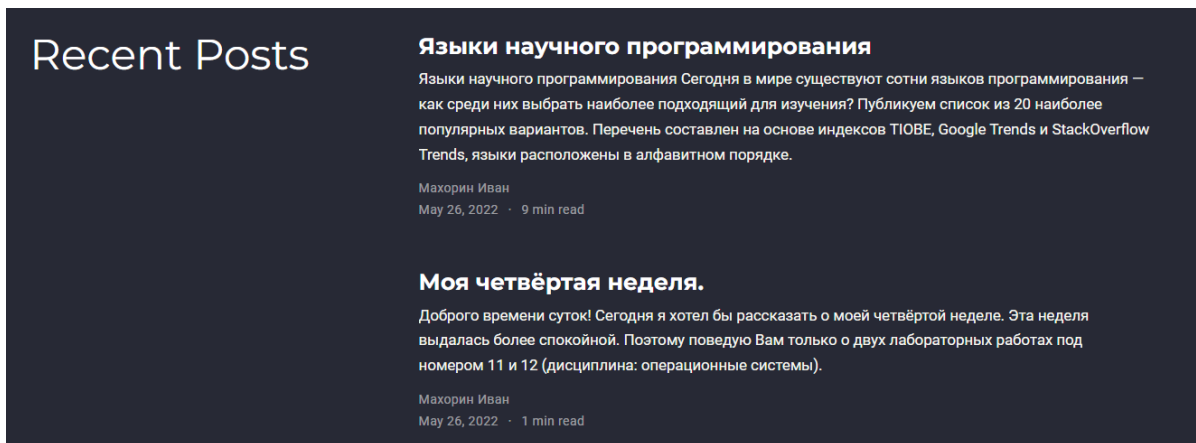 Recent Posts
Языки научного программирования
Языки научного программирования Сегодня в мире существуют сотни языков программирования —
как среди них выбрать наиболее подходящий для изучения? Публикуем список из 20 наиболее
популярных вариантов. Перечень составлен на основе индексов TIOBE, Google Trends и StackOverflow
Trends, языки расположены в алфавитном порядке.
Махорин Иван
May 26, 2022 · 9 min read
Моя четвёртая неделя.
Доброго времени суток! Сегодня я хотел бы рассказать о моей четвёртой неделе. Эта неделя
выдалась более спокойной. Поэтому поведую Вам только о двух лабораторных работах под
номером 11 и 12 (дисциплина: операционные системы).
Махорин Иван
May 26, 2022 · 1 min read